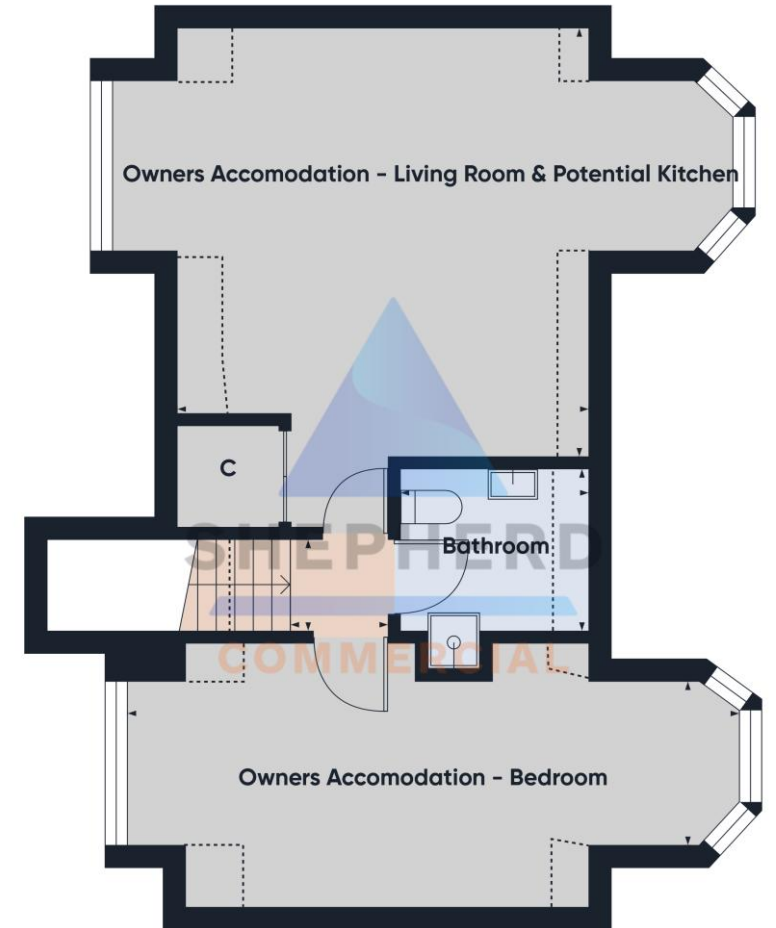 Owners Accomodation - Living Room & Potential Kitchen
C
SHEPHERD
Bathroom
COMMERCIAL
Owners Accomodation - Bedroom